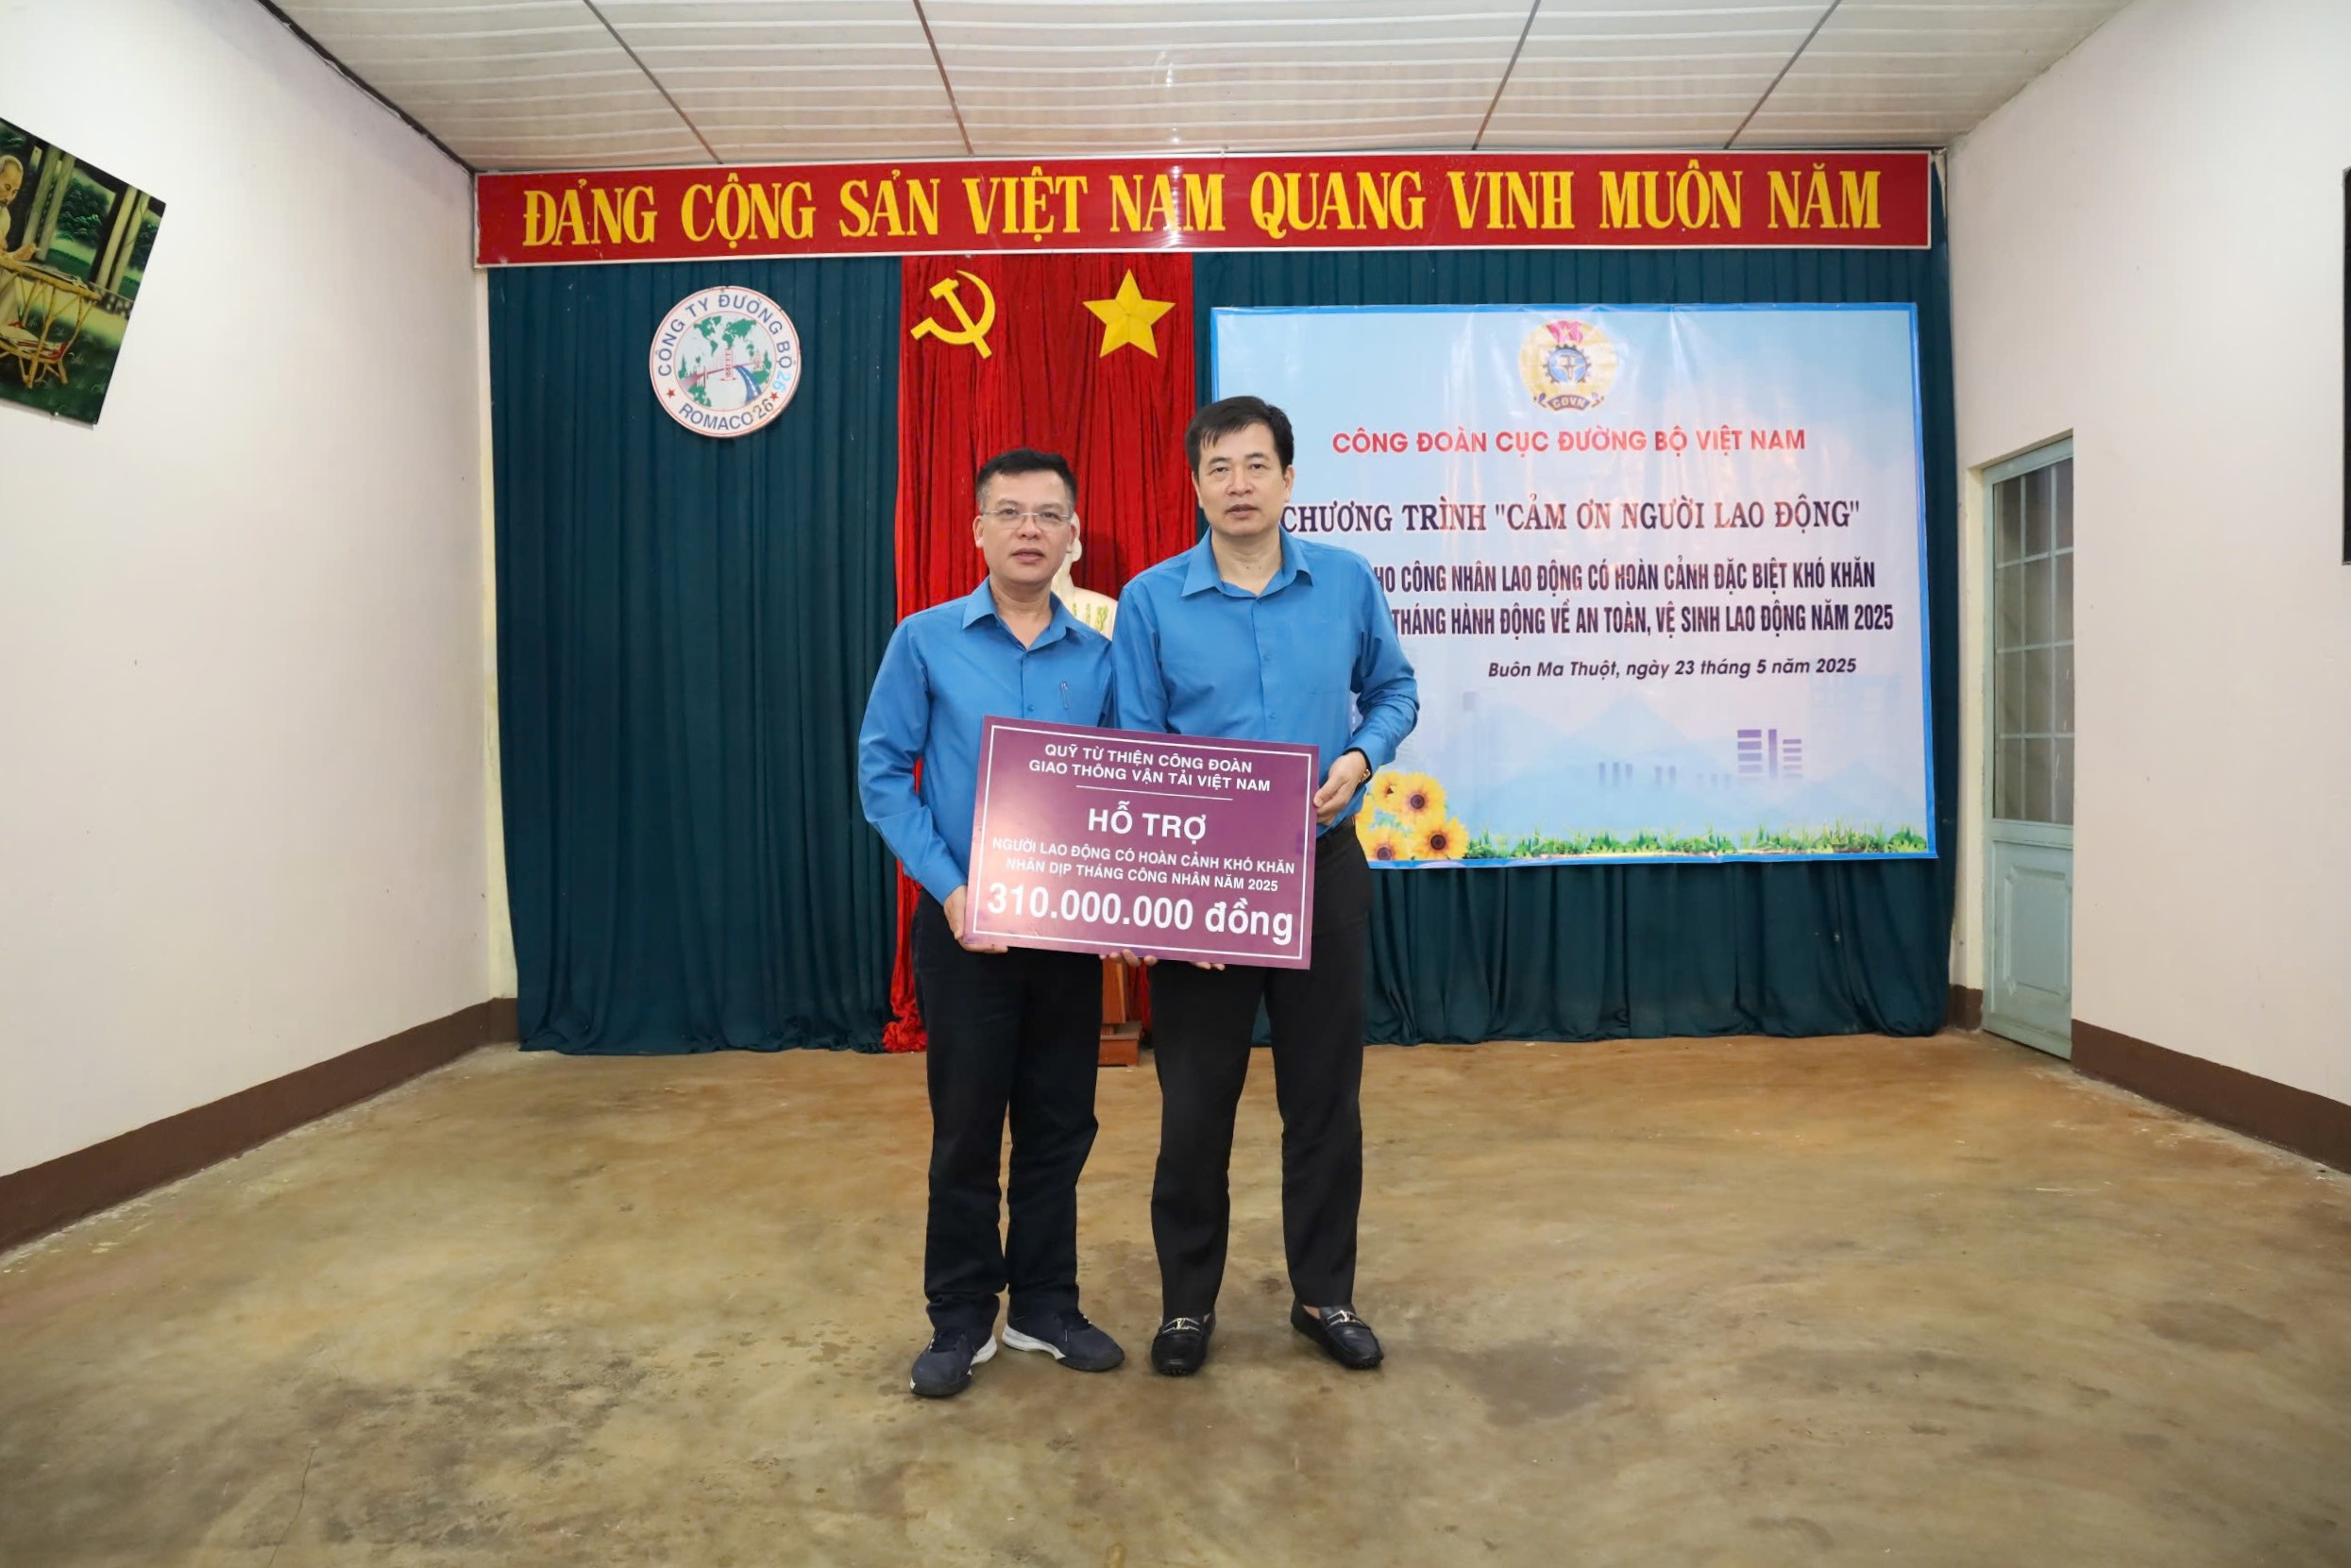 ĐẢNG CỘNG SẢN VIỆT NAM QUANG VINH MUÔN NĂM
CÔNG TY ĐƯỜNG BỘ 26
ROMACO 26
CĐVN
CÔNG ĐOÀN CỤC ĐƯỜNG BỘ VIỆT NAM
CHƯƠNG TRÌNH "CẢM ƠN NGƯỜI LAO ĐỘNG"
CÔNG NHÂN LAO ĐỘNG CÓ HOÀN CẢNH ĐẶC BIỆT KHÓ KHĂN
THÁNG HÀNH ĐỘNG VỀ AN TOÀN, VỆ SINH LAO ĐỘNG NĂM 2025
Buôn Ma Thuột, ngày 23 tháng 5 năm 2025
QUỸ TỪ THIỆN CÔNG ĐOÀN
GIAO THÔNG VẬN TẢI VIỆT NAM
HỖ TRỢ
NGƯỜI LAO ĐỘNG CÓ HOÀN CẢNH KHÓ KHĂN
NHÂN DỊP THÁNG CÔNG NHÂN NĂM 2025
310.000.000 đồng